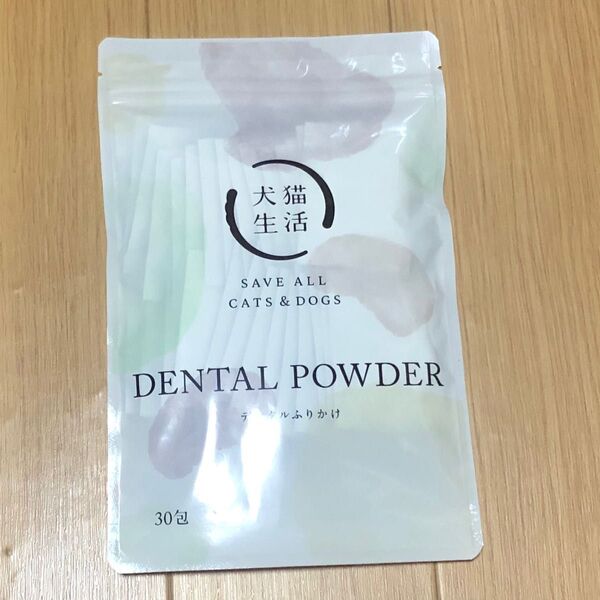 犬猫
生活
SAVE ALL
CATS & DOGS
DENTAL POWDER
デンタルふりかけ
30包